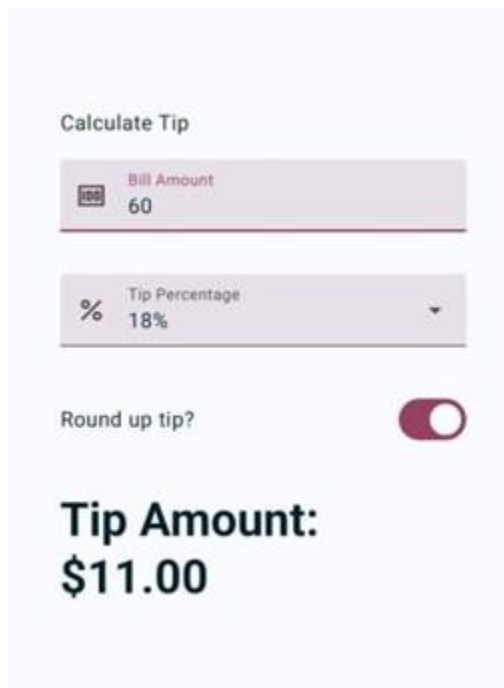 Calculate Tip
Bill Amount
60
Tip Percentage
18%
Round up tip?
Tip Amount:
$11.00